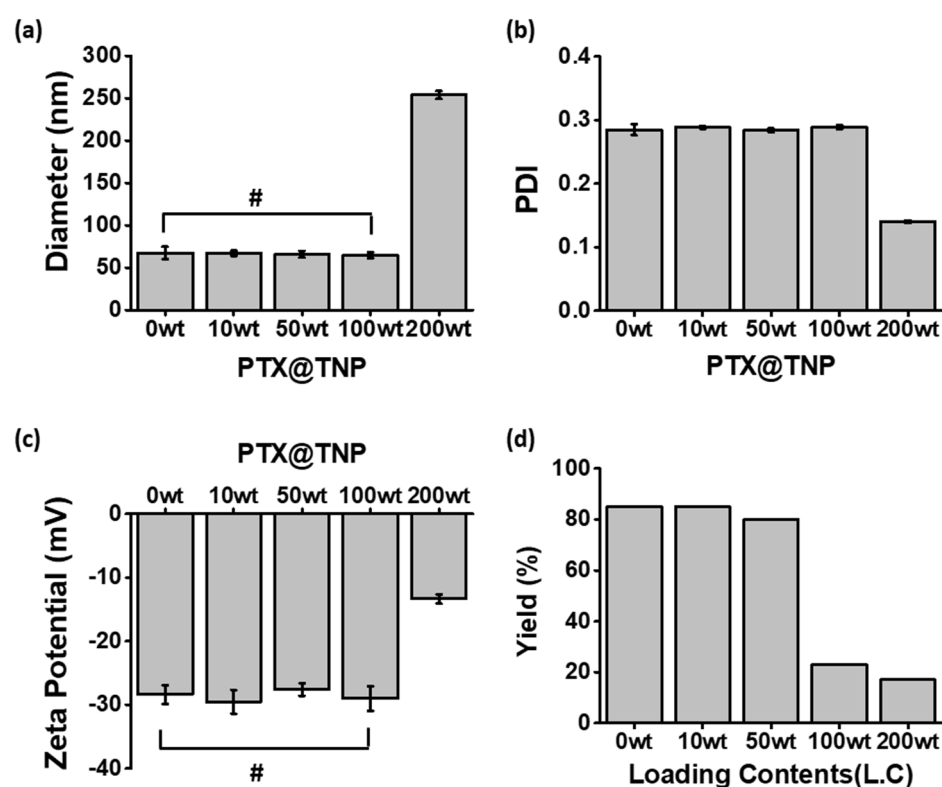 (a)
Diameter (nm)
300
250
200
150
100
50
0
#
0wt 10wt 50wt 100wt 200wt
PTX@TNP
(b)
PDI
0.4
0.3
0.2
0.1
0.0
0wt 10wt 50wt 100wt 200wt
PTX@TNP
(c)
PTX@TNP
0wt 10wt 50wt 100wt 200wt
Zeta Potential (mV)
0
-10
-20
-30
-40
#
(d)
Yield (%)
100
80
60
40
20
0
0wt 10wt 50wt 100wt 200wt
Loading Contents(L.C)